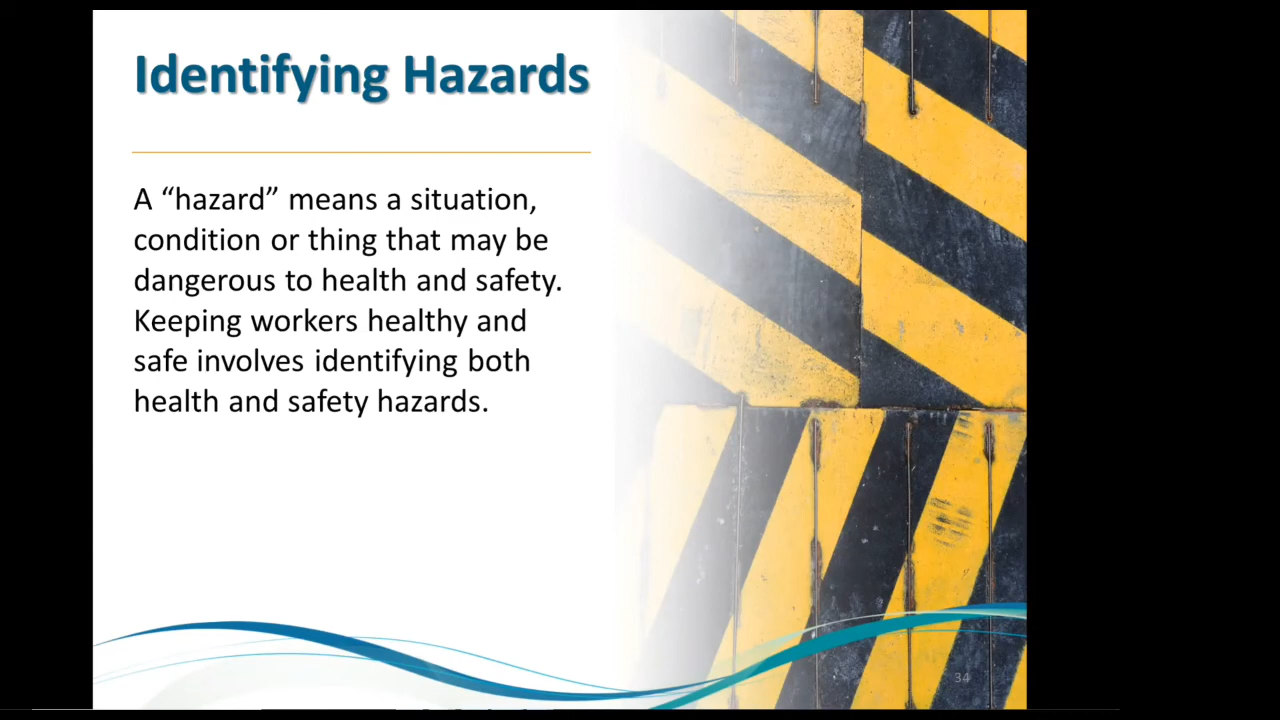 Identifying Hazards
A “hazard” means a situation,
condition or thing that may be
dangerous to health and safety.
Keeping workers healthy and
safe involves identifying both
health and safety hazards.
34